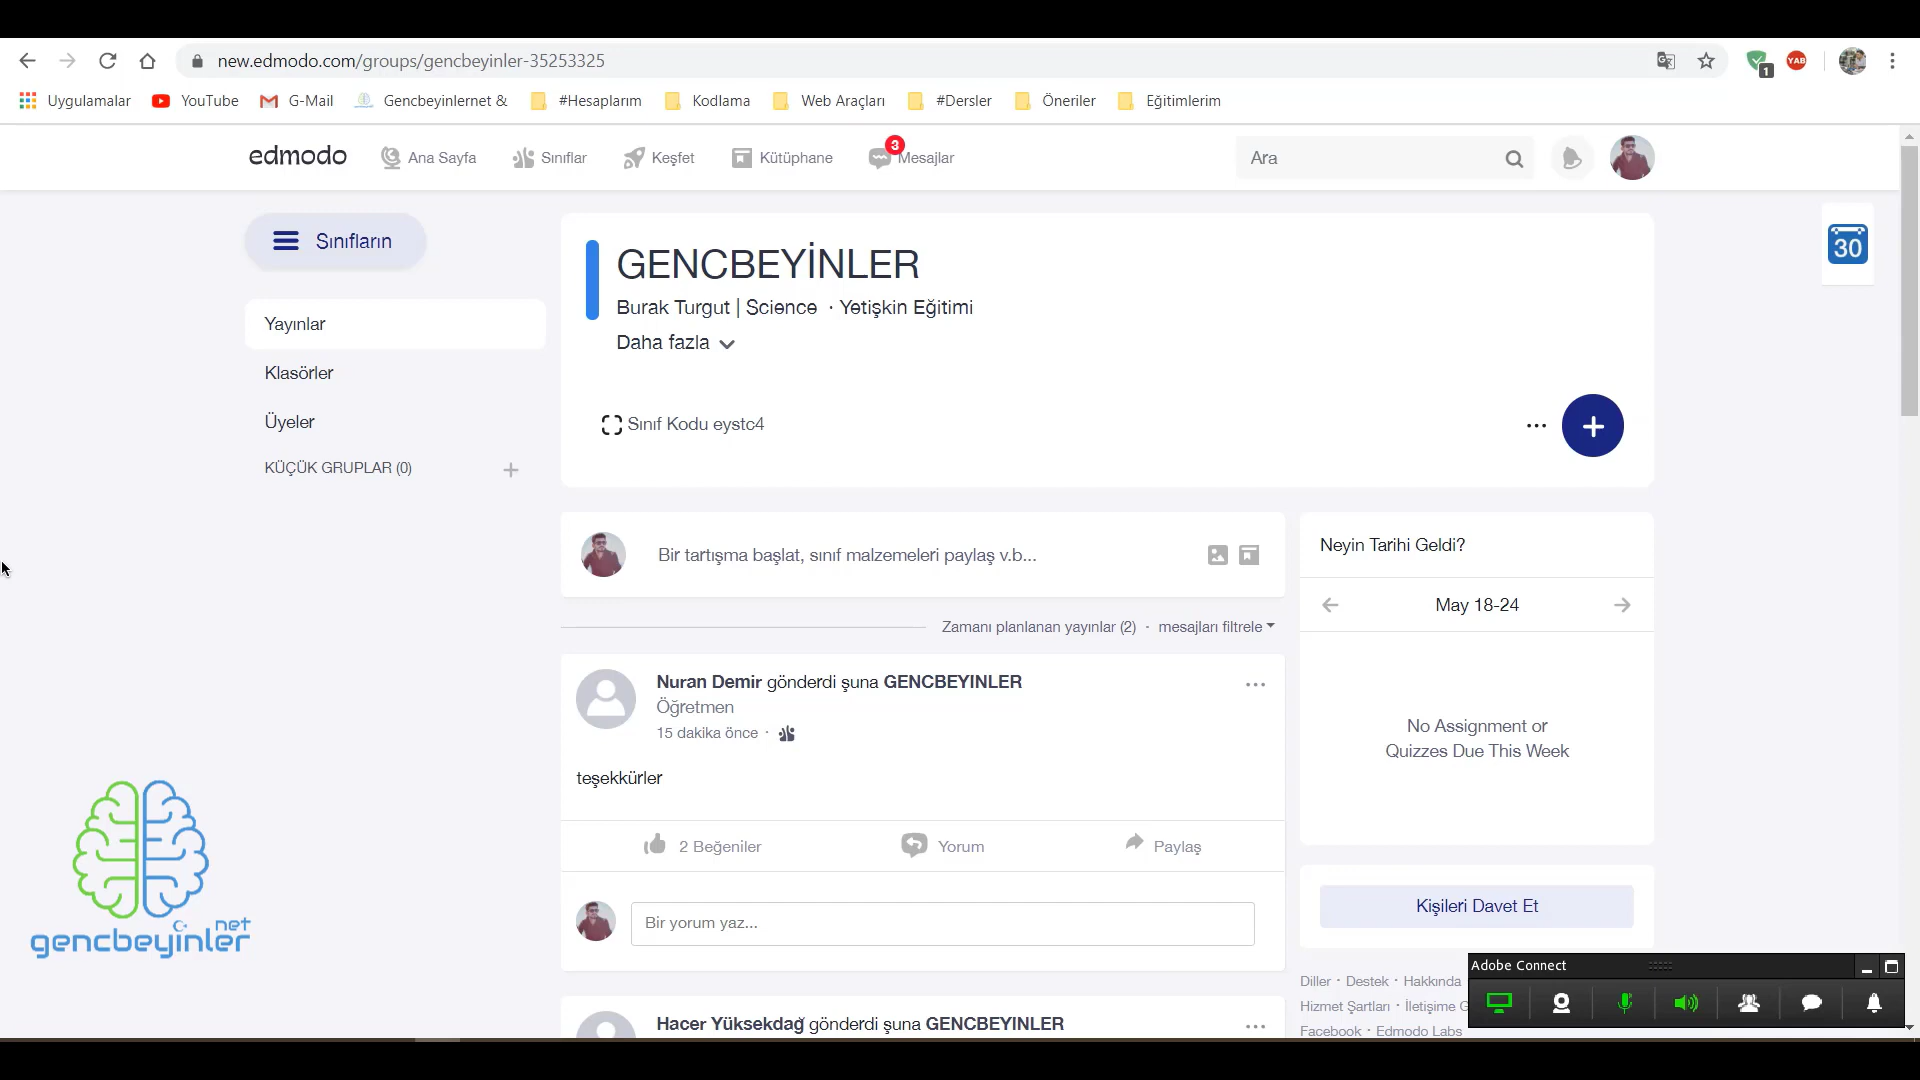 new.edmodo.com/groups/gencbeyinler-35253325
1
YAB
Uygulamalar YouTube G-Mail Gencbeyinlernet & #Hesaplarım Kodlama Web Araçları #Dersler Öneriler Eğitimlerim
edmodo Ana Sayfa Sınıflar Keşfet Kütüphane 3 Mesajlar Ara
Sınıfların
Yayınlar
Klasörler
Üyeler
KÜÇÜK GRUPLAR (0)
GENCBEYİNLER
Burak Turgut | Science · Yetişkin Eğitimi
Daha fazla
Sınıf Kodu eystc4
30
Bir tartışma başlat, sınıf malzemeleri paylaş v.b...
Zamanı planlanan yayınlar (2) · mesajları filtrele
Nuran Demir gönderdi şuna GENCBEYINLER
Öğretmen
15 dakika önce ·
teşekkürler
2 Beğeniler Yorum Paylaş
Bir yorum yaz...
Hacer Yüksekdağ gönderdi şuna GENCBEYINLER
Neyin Tarihi Geldi?
May 18-24
No Assignment or
Quizzes Due This Week
Kişileri Davet Et
Diller · Destek · Hakkında
Hizmet Şartları · İletişime G
Facebook · Edmodo Labs
Adobe Connect
gencbeyinler
net